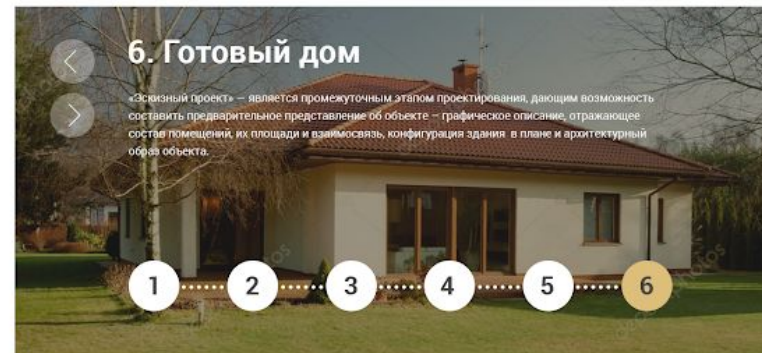 6. Готовый дом
«Эскизный проект» – является промежуточным этапом проектирования, дающим возможность
составить предварительное представление об объекте – графическое описание, отражающее
состав помещений, их площади и взаимосвязь, конфигурация здания в плане и архитектурный
образ объекта.
1 2 3 4 5 6